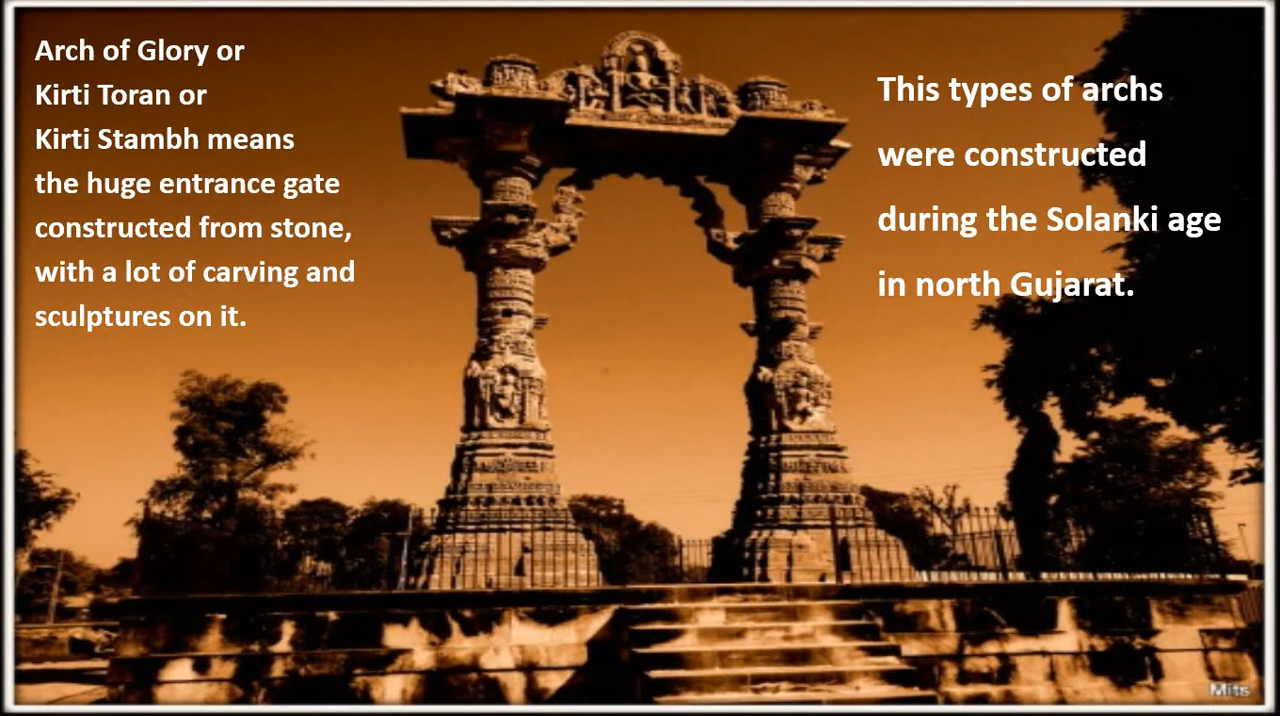 Arch of Glory or
Kirti Toran or
Kirti Stambh means
the huge entrance gate
constructed from stone,
with a lot of carving and
sculptures on it.
This types of archs
were constructed
during the Solanki age
in north Gujarat.
Mits